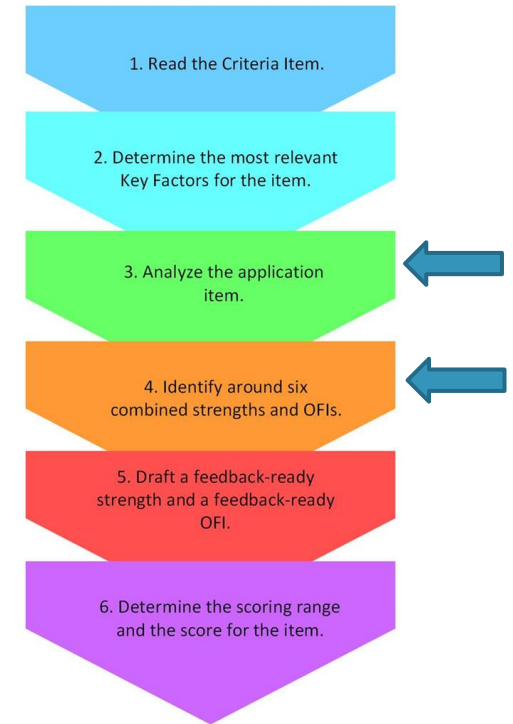 1. Read the Criteria Item.
2. Determine the most relevant
Key Factors for the item.
3. Analyze the application
item.
4. Identify around six
combined strengths and OFIs.
5. Draft a feedback-ready
strength and a feedback-ready
OFI.
6. Determine the scoring range
and the score for the item.